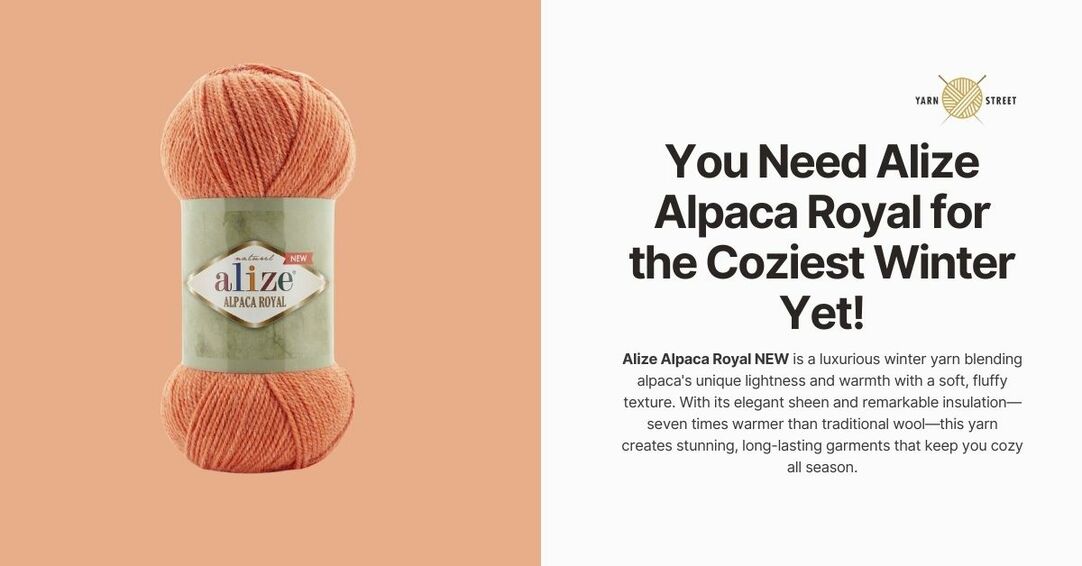 naturel
NEW
alize
ALPACA ROYAL
YARN STREET
You Need Alize
Alpaca Royal for
the Coziest Winter
Yet!
Alize Alpaca Royal NEW is a luxurious winter yarn blending
alpaca's unique lightness and warmth with a soft, fluffy
texture. With its elegant sheen and remarkable insulation—
seven times warmer than traditional wool—this yarn
creates stunning, long-lasting garments that keep you cozy
all season.